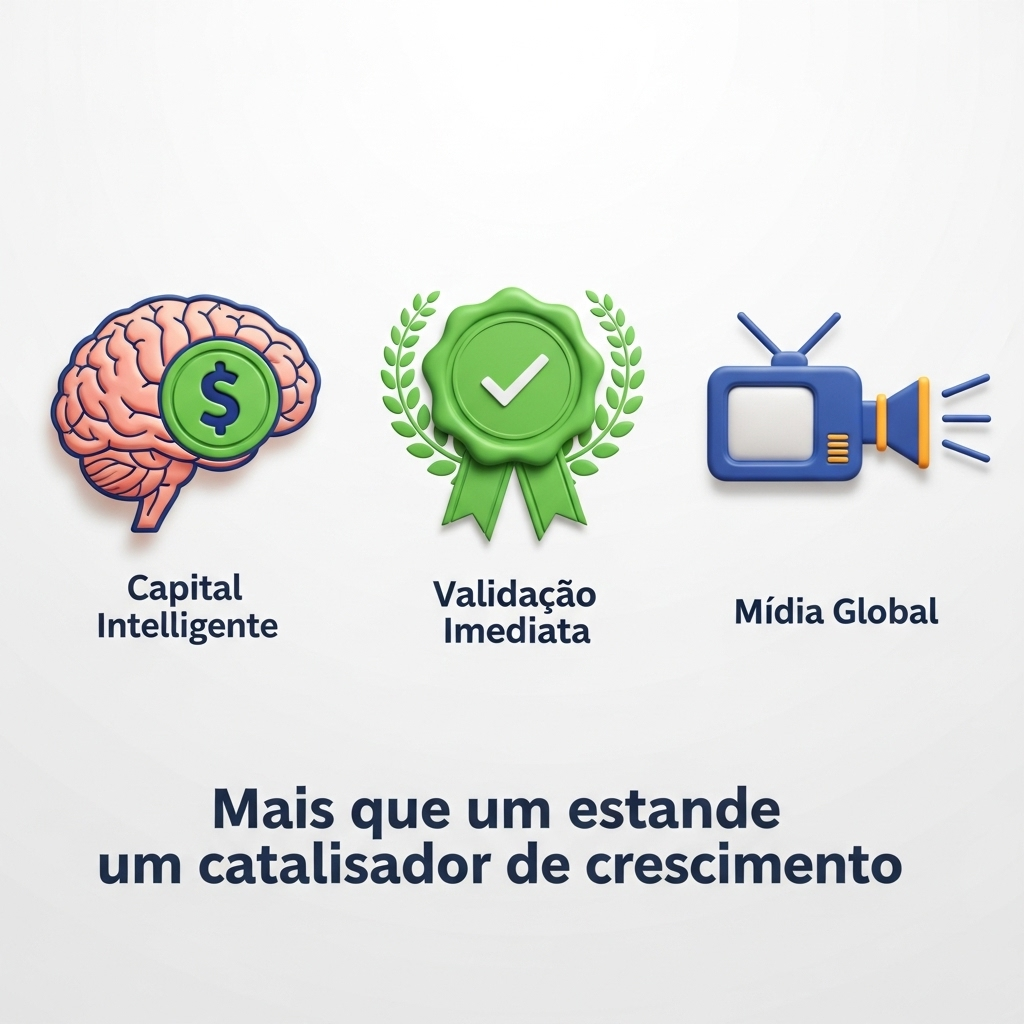 $
Capital
Intelligente
Validação
Imediata
Mídia Global
Mais que um estande
um catalisador de crescimento